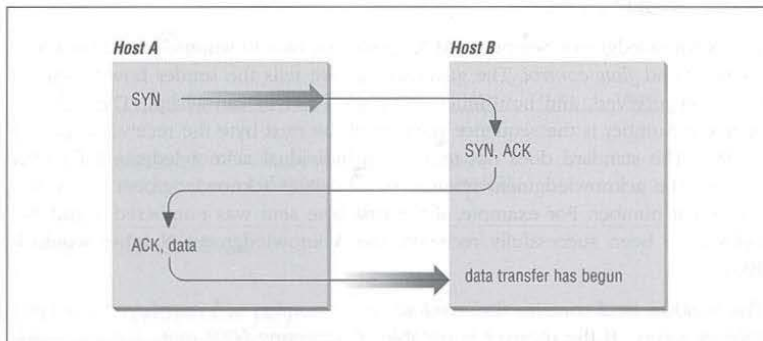 Host A
Host B
SYN
SYN, ACK
ACK, data
data transfer has begun